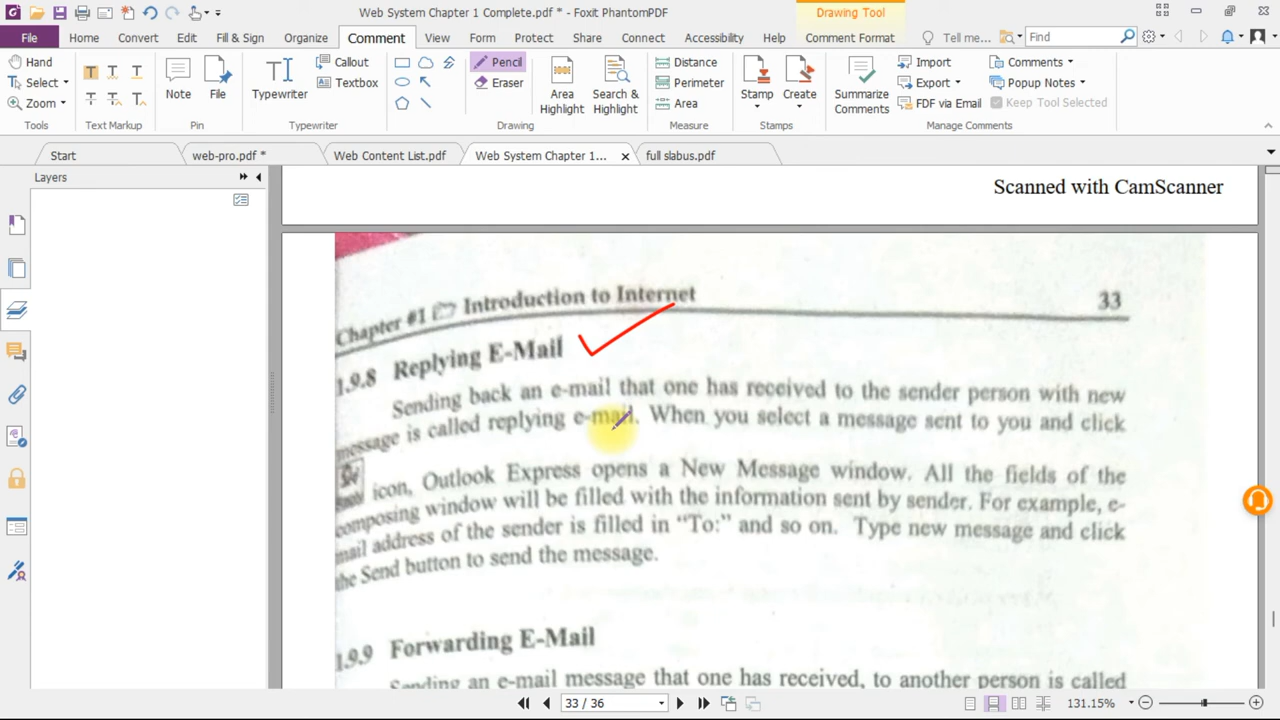 Web System Chapter 1 Complete.pdf * - Foxit PhantomPDF
Drawing Tool
File Home Convert Edit Fill & Sign Organize Comment View Form Protect Share Connect Accessibility Help Comment Format Tell me... Find
Hand
Select
Zoom
Tools
Text Markup
Note File
Pin
Typewriter
Callout
Textbox
Typewriter
Pencil
Eraser
Area Highlight
Search & Highlight
Drawing
Distance
Perimeter
Area
Measure
Stamp Create
Stamps
Summarize Comments
Import
Export
FDF via Email
Comments
Popup Notes
Keep Tool Selected
Manage Comments
Start web-pro.pdf * Web Content List.pdf Web System Chapter 1... full slabus.pdf
Layers
Scanned with CamScanner
Chapter #1 Introduction to Internet 33
1.9.8 Replying E-Mail
Sending back an e-mail that one has received to the sender person with new
message is called replying e-mail. When you select a message sent to you and click
icon, Outlook Express opens a New Message window. All the fields of the
composing window will be filled with the information sent by sender. For example, e-
mail address of the sender is filled in “To:” and so on. Type new message and click
the Send button to send the message.
1.9.9 Forwarding E-Mail
Sending an e-mail message that one has received, to another person is called
33 / 36
131.15%